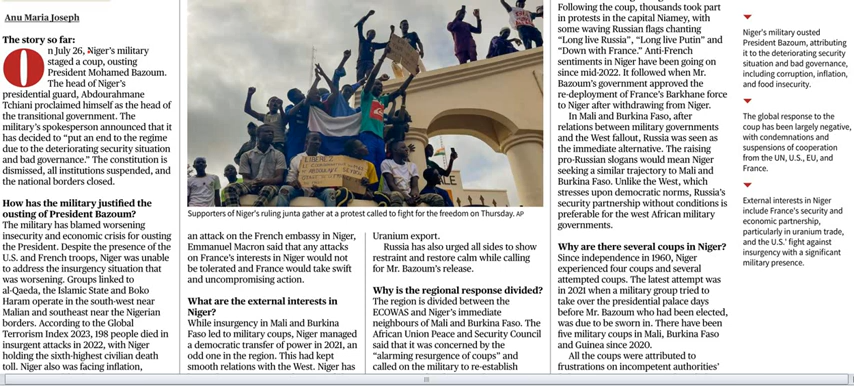 Anu Maria Joseph
The story so far:
On July 26, Niger's military
staged a coup, ousting
President Mohamed Bazoum.
The head of Niger's
presidential guard, Abdourahmane
Tchiani proclaimed himself as the head of
the transitional government. The
military's spokesperson announced that it
has decided to "put an end to the regime
due to the deteriorating security situation
and bad governance." The constitution is
dismissed, all institutions suspended, and
the national borders closed.
How has the military justified the
ousting of President Bazoum?
The military has blamed worsening
insecurity and economic crisis for ousting
the President. Despite the presence of the
U.S. and French troops, Niger was unable
to address the insurgency situation that
was worsening. Groups linked to
al-Qaeda, the Islamic State and Boko
Haram operate in the south-west near
Malian and southeast near the Nigerian
borders. According to the Global
Terrorism Index 2023, 198 people died in
insurgent attacks in 2022, with Niger
holding the sixth-highest civilian death
toll. Niger also was facing inflation,
Supporters of Niger's ruling junta gather at a protest called to fight for the freedom on Thursday. AP
an attack on the French embassy in Niger,
Emmanuel Macron said that any attacks
on France's interests in Niger would not
be tolerated and France would take swift
and uncompromising action.
What are the external interests in
Niger?
While insurgency in Mali and Burkina
Faso led to military coups, Niger managed
a democratic transfer of power in 2021, an
odd one in the region. This had kept
smooth relations with the West. Niger has
Uranium export.
Russia has also urged all sides to show
restraint and restore calm while calling
for Mr. Bazoum's release.
Why is the regional response divided?
The region is divided between the
ECOWAS and Niger's immediate
neighbours of Mali and Burkina Faso. The
African Union Peace and Security Council
said that it was concerned by the
"alarming resurgence of coups" and
called on the military to re-establish
Following the coup, thousands took part
in protests in the capital Niamey, with
some waving Russian flags chanting
"Long live Russia", "Long live Putin" and
"Down with France." Anti-French
sentiments in Niger have been going on
since mid-2022. It followed when Mr.
Bazoum's government approved the
re-deployment of France's Barkhane force
to Niger after withdrawing from Niger.
In Mali and Burkina Faso, after
relations between military governments
and the West fallout, Russia was seen as
the immediate alternative. The raising
pro-Russian slogans would mean Niger
seeking a similar trajectory to Mali and
Burkina Faso. Unlike the West, which
stresses upon democratic norms, Russia's
security partnership without conditions is
preferable for the west African military
governments.
Why are there several coups in Niger?
Since independence in 1960, Niger
experienced four coups and several
attempted coups. The latest attempt was
in 2021 when a military group tried to
take over the presidential palace days
before Mr. Bazoum who had been elected,
was due to be sworn in. There have been
five military coups in Mali, Burkina Faso
and Guinea since 2020.
All the coups were attributed to
frustrations on incompetent authorities'
Niger's military ousted
President Bazoum, attributing
it to the deteriorating security
situation and bad governance,
including corruption, inflation,
and food insecurity.
The global response to the
coup has been largely negative,
with condemnations and
suspensions of cooperation
from the UN, U.S., EU, and
France.
External interests in Niger
include France's security and
economic partnership,
particularly in uranium trade,
and the U.S.' fight against
insurgency with a significant
military presence.